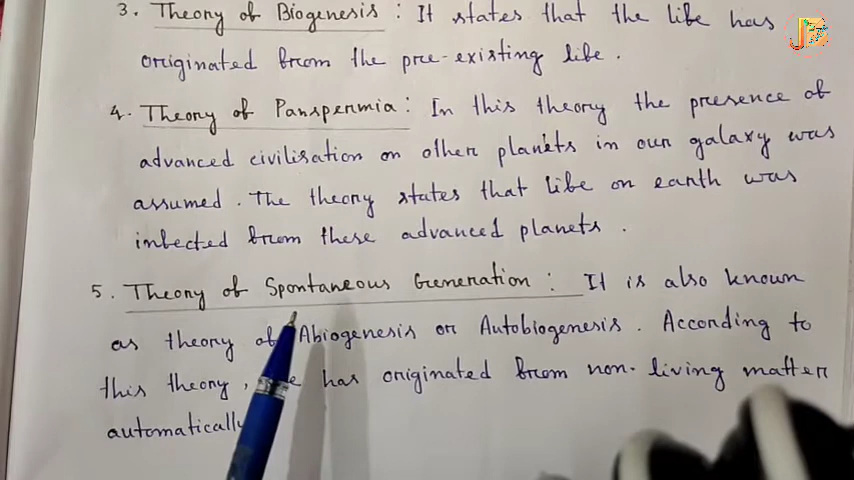 3. Theory of Biogenesis : It states that the life has
originated from the pre-existing life .
4. Theory of Panspermia : In this theory the presence of
advanced civilisation on other planets in our galaxy was
assumed . The theory states that life on earth was
infected from these advanced planets .
5. Theory of Spontaneous Generation : It is also known
as theory of Abiogenesis or Autobiogenesis . According to
this theory , has originated from non-living matter
automatically